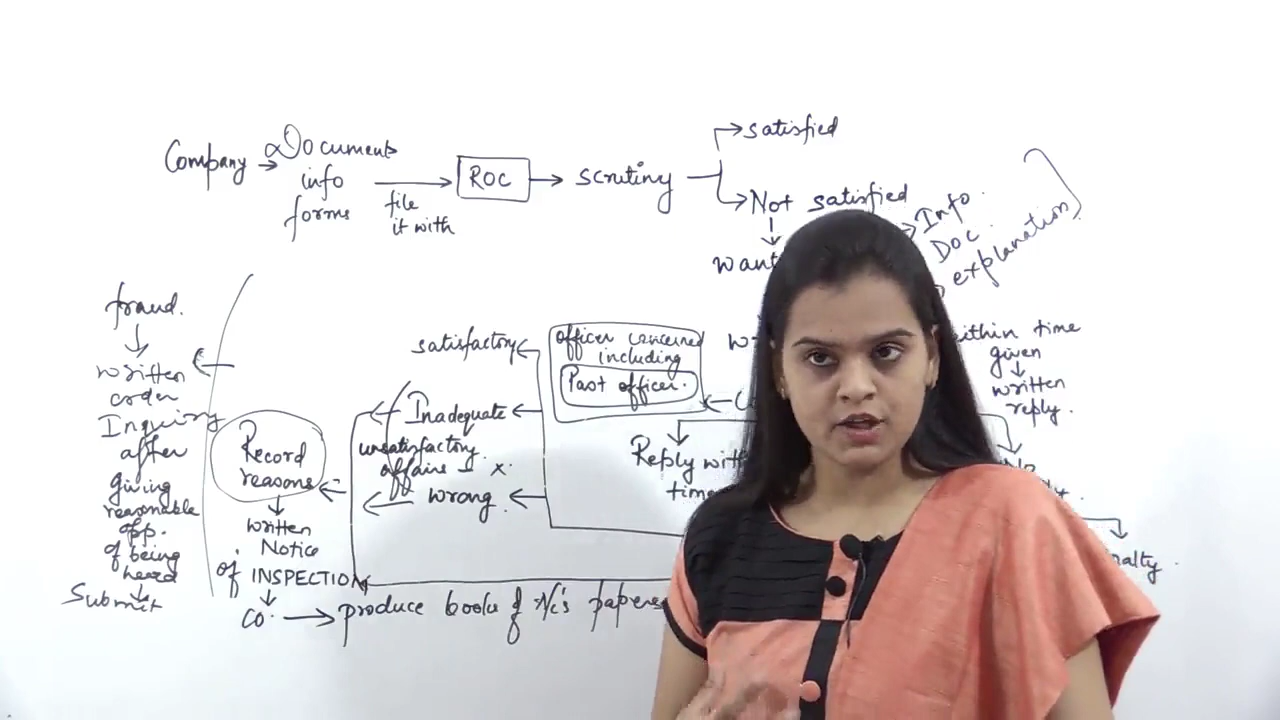 Company → Documents
info
forms
file
it with
ROC → scrutiny
→ satisfied
→ Not satisfied
want
Info
Doc
explanation
within time
given
written
reply.
officer concerned
including
Past officer.
Reply with
time
satisfactory
Inadequate
unsatisfactory
affairs x
wrong
Record
reasons
written
Notice
of INSPECTION
Co. → produce books of A/c's papers
fraud.
written
order
Inquiry
after
giving
reasonable
opp.
of being
heard
Submit